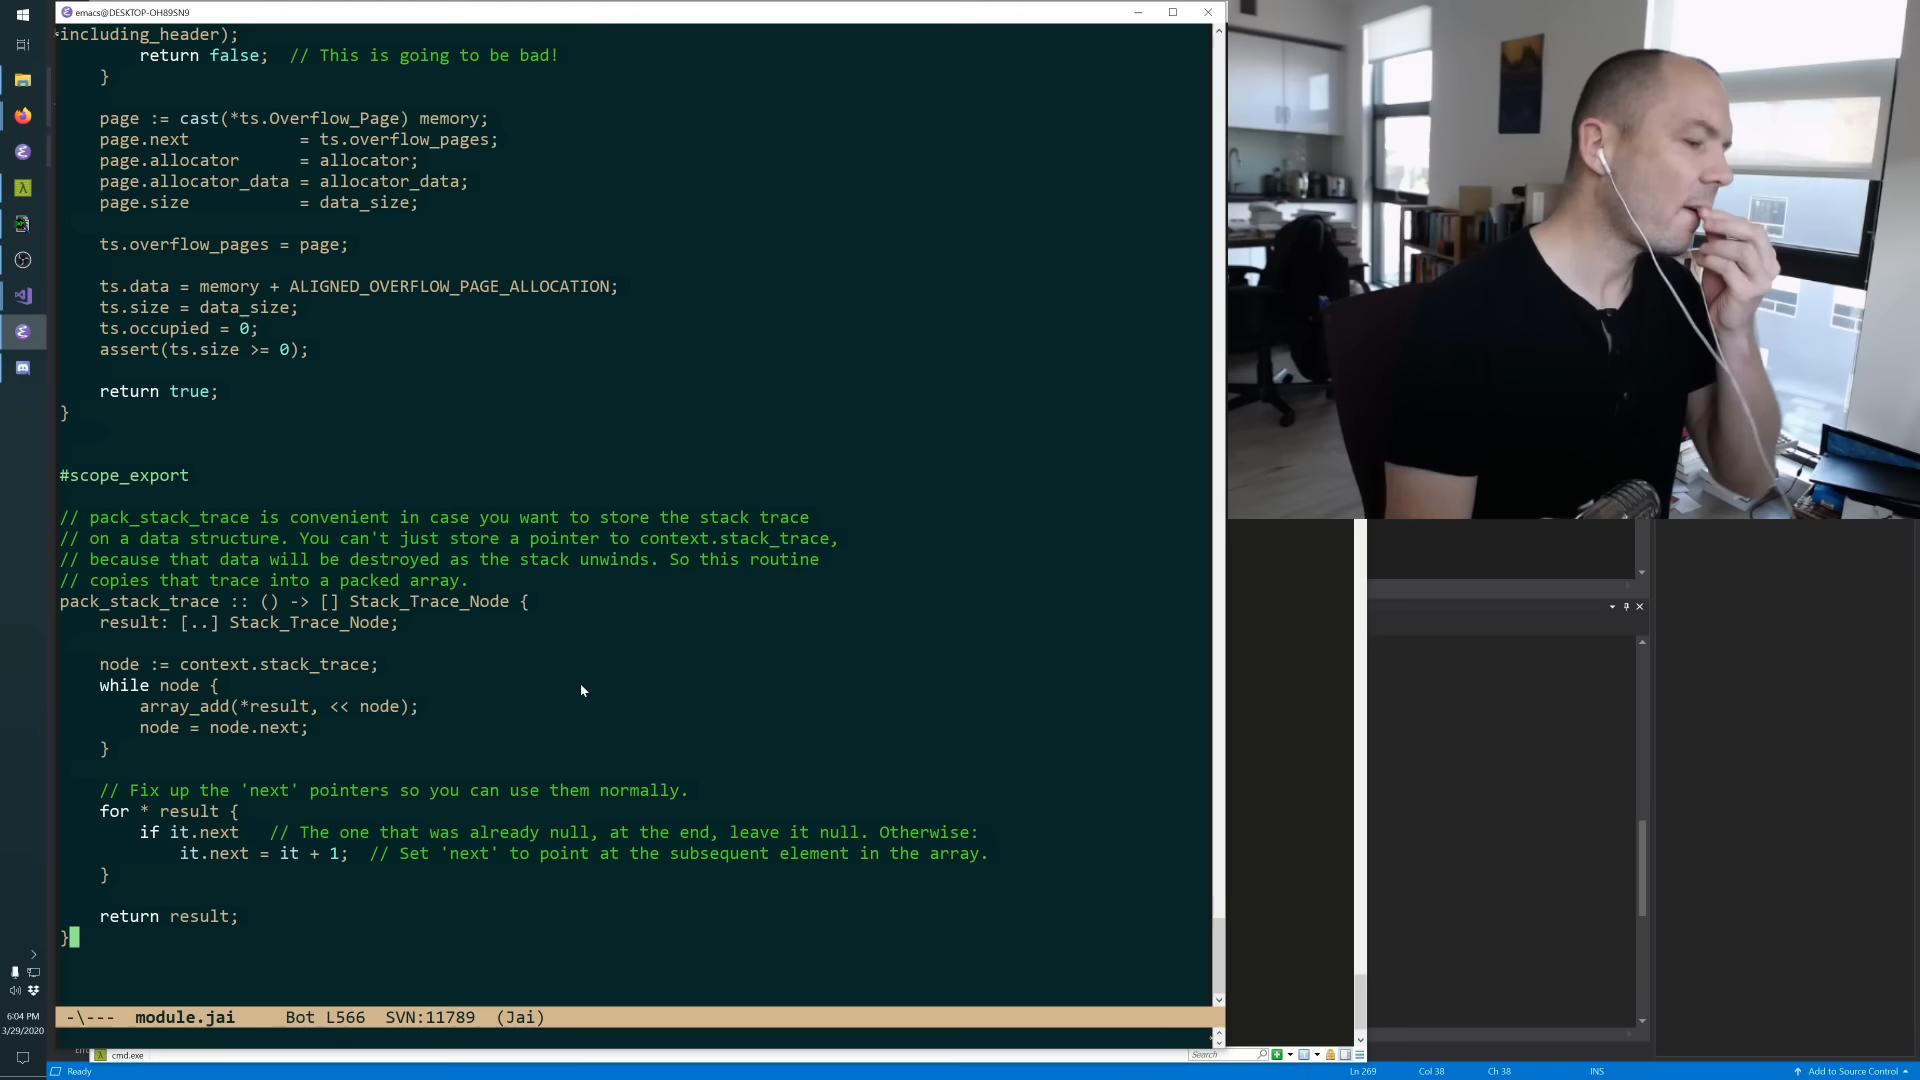 emacs@DESKTOP-OH89SN9
including_header);
return false;  // This is going to be bad!
}
page := cast(*ts.Overflow_Page) memory;
page.next           = ts.overflow_pages;
page.allocator      = allocator;
page.allocator_data = allocator_data;
page.size           = data_size;
ts.overflow_pages = page;
ts.data = memory + ALIGNED_OVERFLOW_PAGE_ALLOCATION;
ts.size = data_size;
ts.occupied = 0;
assert(ts.size >= 0);
return true;
}
#scope_export
// pack_stack_trace is convenient in case you want to store the stack trace
// on a data structure. You can't just store a pointer to context.stack_trace,
// because that data will be destroyed as the stack unwinds. So this routine
// copies that trace into a packed array.
pack_stack_trace :: () -> [] Stack_Trace_Node {
result: [..] Stack_Trace_Node;
node := context.stack_trace;
while node {
array_add(*result, << node);
node = node.next;
}
// Fix up the 'next' pointers so you can use them normally.
for * result {
if it.next   // The one that was already null, at the end, leave it null. Otherwise:
it.next = it + 1;  // Set 'next' to point at the subsequent element in the array.
}
return result;
}
-\---  module.jai     Bot L566  SVN:11789  (Jai)
6:04 PM
3/29/2020
cmd.exe
Search
Ready
Ln 269
Col 38
Ch 38
INS
Add to Source Control